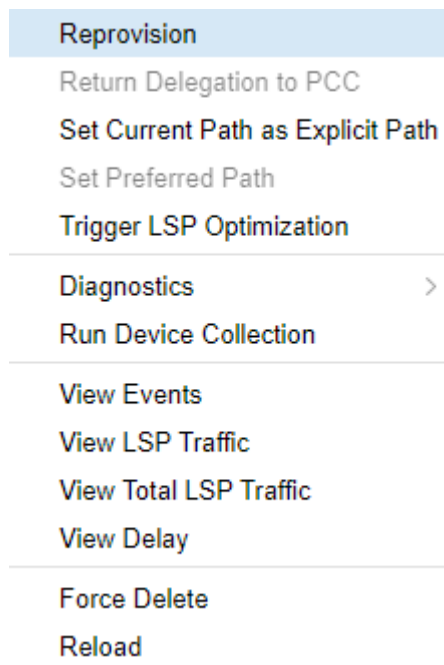 Reprovision
Return Delegation to PCC
Set Current Path as Explicit Path
Set Preferred Path
Trigger LSP Optimization
Diagnostics
Run Device Collection
View Events
View LSP Traffic
View Total LSP Traffic
View Delay
Force Delete
Reload